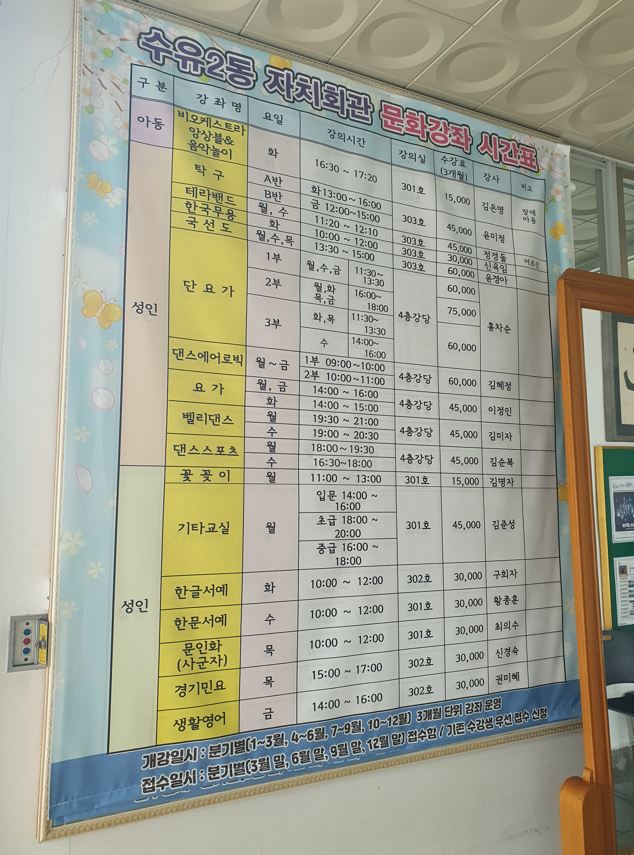 수유2동 자치회관 문화강좌 시간표
구 분 강 좌 명 요일 강의시간 강의실 수강료 (3개월) 강사 비고
아동 비오케스트라 앙상블& 음악놀이 화 16:30 ~ 17:20 301호 15,000 김은영 장애 아동
성인
탁 구 A반 화13:00 ~ 16:00
B반 금 12:00~15:00
테라밴드 월, 수 11:20 ~ 12:10 303호 45,000 윤미정
한국무용 화 10:00 ~ 12:00 303호 45,000
국 선 도 월,수,목 13:30 ~ 15:00 303호 30,000
303호 60,000 윤경아
단 요 가 4층강당 홍차순
1부 월,수,금 11:30~ 13:30 60,000
2부 월,화 목,금 16:00~ 18:00 75,000
3부 화,목 11:30~ 13:30 60,000
수 14:00~ 16:00
댄스에어로빅 월~금 1부 09:00~10:00 4층강당 60,000 김혜정
2부 10:00~11:00
요 가 월, 금 14:00 ~ 16:00 4층강당 45,000 이정인
화 14:00 ~ 15:00
벨리댄스 월 19:30 ~ 21:00 4층강당 45,000 김미자
수 19:00 ~ 20:30
댄스스포츠 월 18:00~19:30 4층강당 45,000 김순복
수 16:30~18:00
성인
꽃 꽃 이 월 11:00 ~ 13:00 301호 15,000 김명자
기타교실 월 입문 14:00 ~ 16:00 301호 45,000 김준성
초급 18:00 ~ 20:00
중급 16:00 ~ 18:00
한글서예 화 10:00 ~ 12:00 302호 30,000 구회자
한문서예 수 10:00 ~ 12:00 301호 30,000 황종훈
문인화 (사군자) 목 10:00 ~ 12:00 301호 30,000 최의수
경기민요 목 15:00 ~ 17:00 302호 30,000 신경숙
생활영어 금 14:00 ~ 16:00 302호 30,000 권미혜
개강일시 : 분기별(1~3월, 4~6월, 7~9월, 10~12월) 3개월 단위 강좌 운영
접수일시 : 분기별(3월 말, 6월 말, 9월 말, 12월 말) 접수함 / 기존 수강생 우선 접수 신청